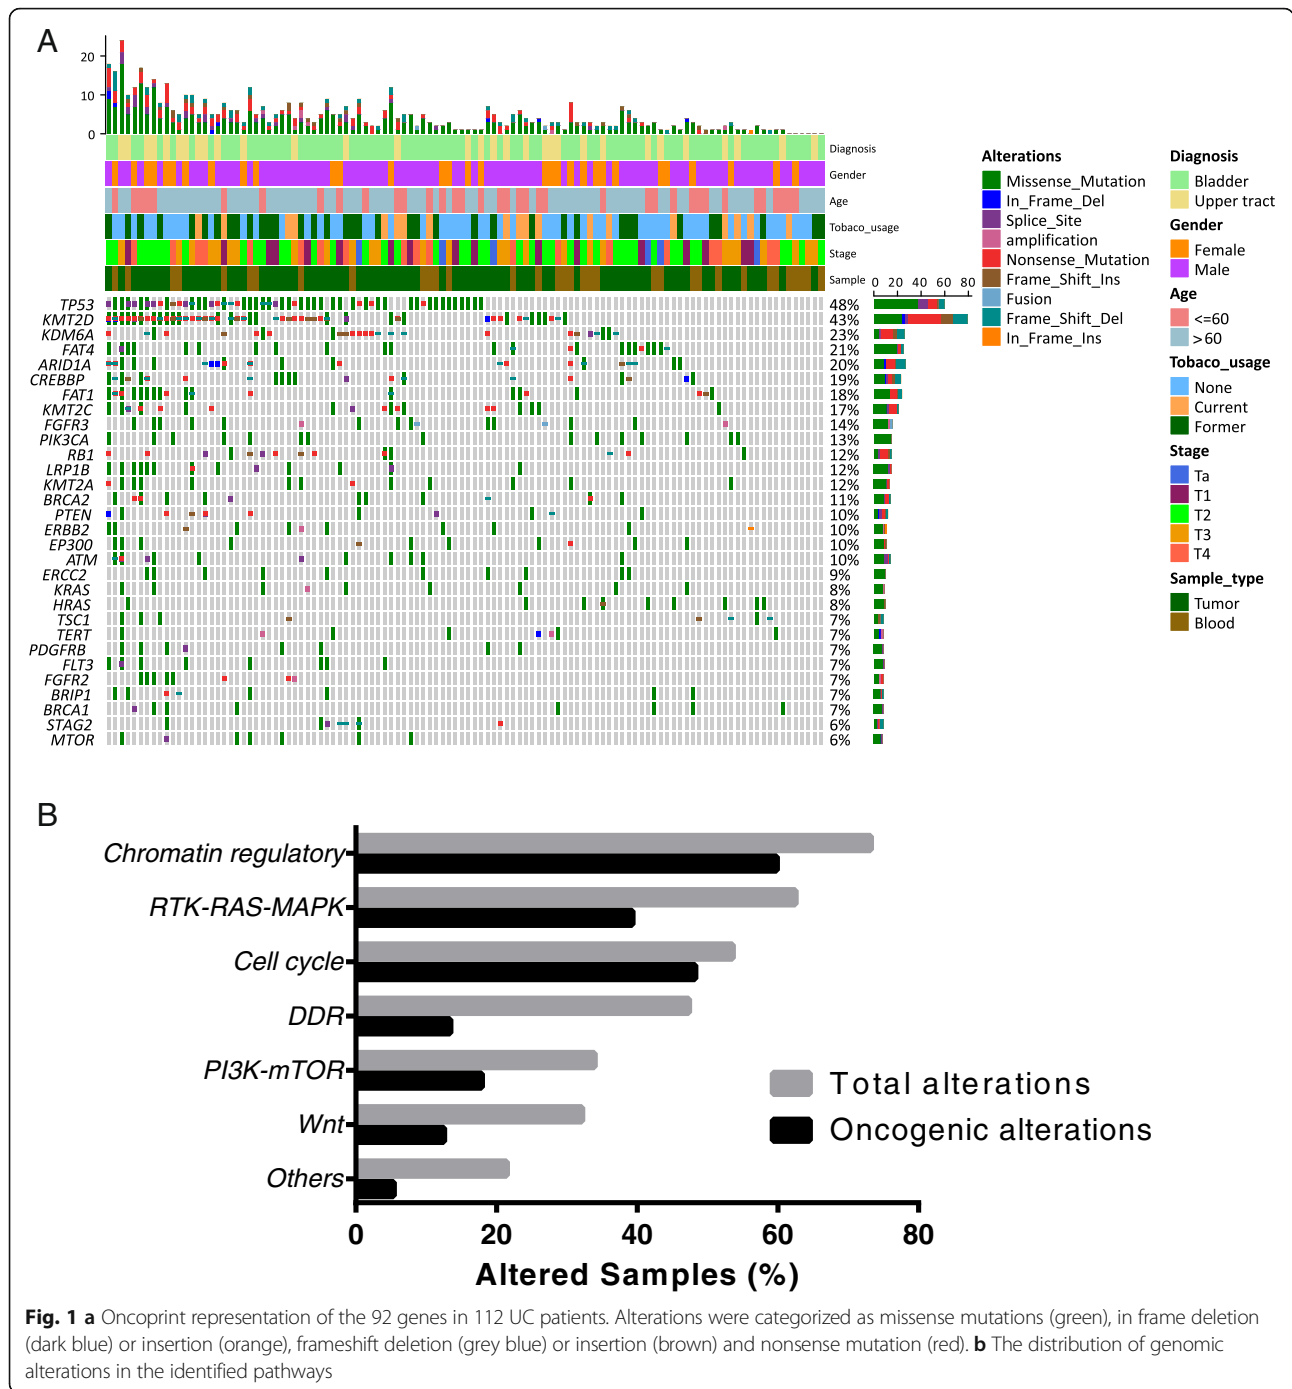 A
20
10
0
Diagnosis
Gender
Age
Tobaco_usage
Stage
Sample
0 20 40 60 80
TP53 48%
KMT2D 43%
KDM6A 23%
FAT4 21%
ARID1A 20%
CREBBP 19%
FAT1 18%
KMT2C 17%
FGFR3 14%
PIK3CA 13%
RB1 12%
LRP1B 12%
KMT2A 12%
BRCA2 11%
PTEN 10%
ERBB2 10%
EP300 10%
ATM 10%
ERCC2 9%
KRAS 8%
HRAS 8%
TSC1 7%
TERT 7%
PDGFRB 7%
FLT3 7%
FGFR2 7%
BRIP1 7%
BRCA1 7%
STAG2 6%
MTOR 6%
Alterations
Missense_Mutation
In_Frame_Del
Splice_Site
amplification
Nonsense_Mutation
Frame_Shift_Ins
Fusion
Frame_Shift_Del
In_Frame_Ins
Diagnosis
Bladder
Upper tract
Gender
Female
Male
Age
<=60
>60
Tobaco_usage
None
Current
Former
Stage
Ta
T1
T2
T3
T4
Sample_type
Tumor
Blood
B
Chromatin regulatory
RTK-RAS-MAPK
Cell cycle
DDR
PI3K-mTOR
Wnt
Others
Total alterations
Oncogenic alterations
0 20 40 60 80
Altered Samples (%)
Fig. 1 a Oncoprint representation of the 92 genes in 112 UC patients. Alterations were categorized as missense mutations (green), in frame deletion
(dark blue) or insertion (orange), frameshift deletion (grey blue) or insertion (brown) and nonsense mutation (red). b The distribution of genomic
alterations in the identified pathways